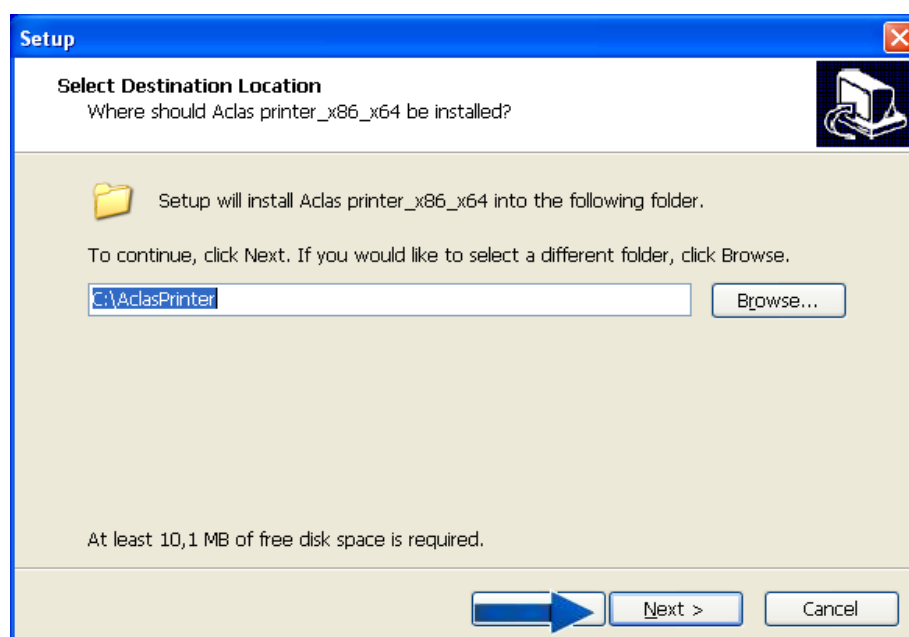 Setup
Select Destination Location
Where should Aclas printer_x86_x64 be installed?
Setup will install Aclas printer_x86_x64 into the following folder.
To continue, click Next. If you would like to select a different folder, click Browse.
C:\AclasPrinter
Browse...
At least 10,1 MB of free disk space is required.
Next >
Cancel